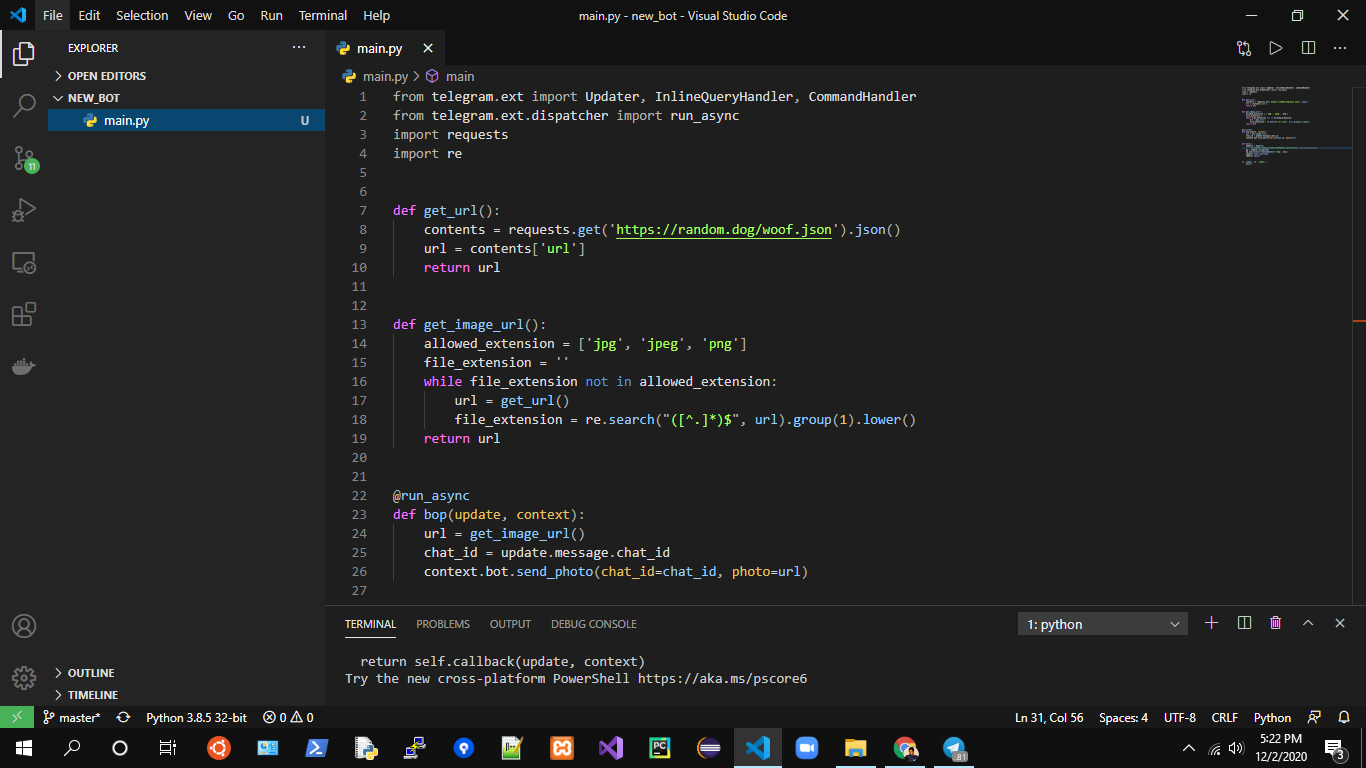 File Edit Selection View Go Run Terminal Help
main.py - new_bot - Visual Studio Code
EXPLORER
OPEN EDITORS
NEW_BOT
main.py U
11
OUTLINE
TIMELINE
main.py
main.py > main
1 from telegram.ext import Updater, InlineQueryHandler, CommandHandler
2 from telegram.ext.dispatcher import run_async
3 import requests
4 import re
5
6
7 def get_url():
8 contents = requests.get('https://random.dog/woof.json').json()
9 url = contents['url']
10 return url
11
12
13 def get_image_url():
14 allowed_extension = ['jpg', 'jpeg', 'png']
15 file_extension = ''
16 while file_extension not in allowed_extension:
17 url = get_url()
18 file_extension = re.search("([^.]*)$", url).group(1).lower()
19 return url
20
21
22 @run_async
23 def bop(update, context):
24 url = get_image_url()
25 chat_id = update.message.chat_id
26 context.bot.send_photo(chat_id=chat_id, photo=url)
27
TERMINAL PROBLEMS OUTPUT DEBUG CONSOLE
1: python
return self.callback(update, context)
Try the new cross-platform PowerShell https://aka.ms/pscore6
master* Python 3.8.5 32-bit 0 0
Ln 31, Col 56 Spaces: 4 UTF-8 CRLF Python
PC
81
5:22 PM
12/2/2020
3